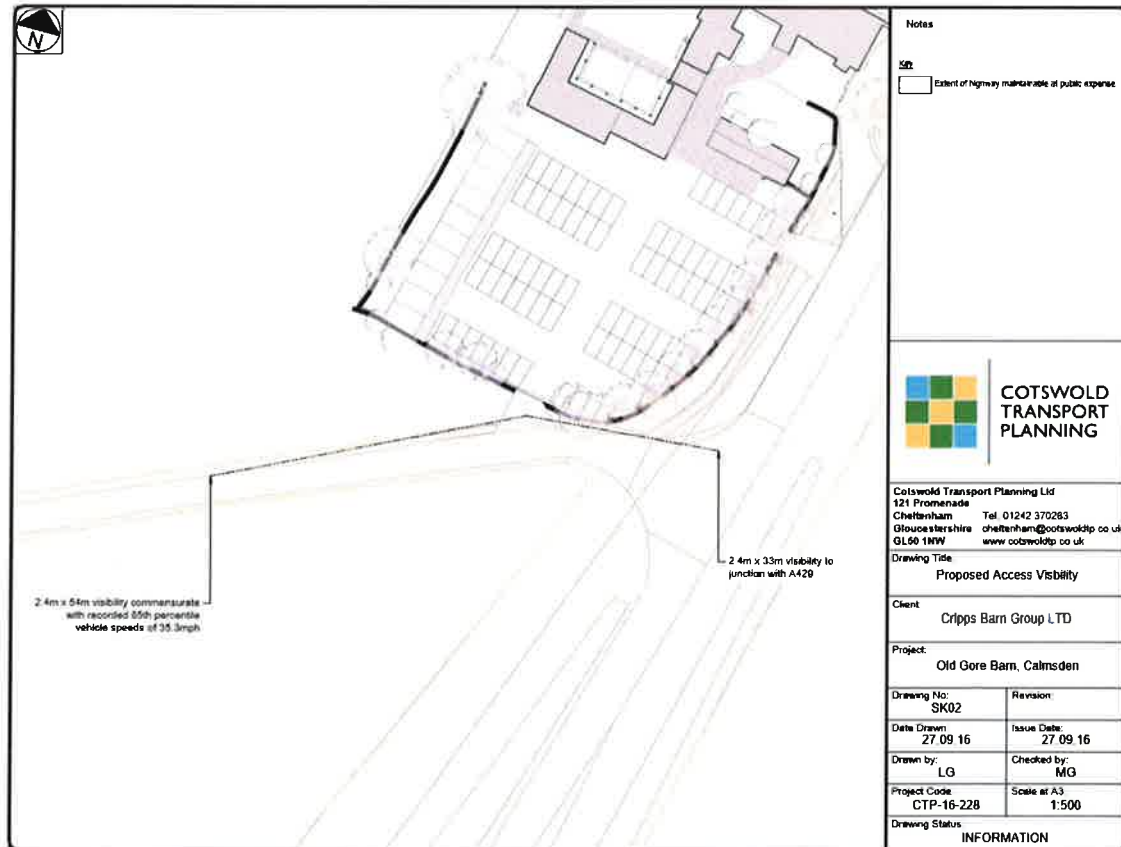 N
2.4m x 54m visibility commensurate
with recorded 85th percentile
vehicle speeds of 35.3mph
2.4m x 33m visibility to
junction with A429
Notes
Key
Extent of highway maintainable at public expense
COTSWOLD
TRANSPORT
PLANNING
Cotswold Transport Planning Ltd
121 Promenade
Cheltenham Tel. 01242 370283
Gloucestershire cheltenham@cotswoldtp.co.uk
GL50 1NW www.cotswoldtp.co.uk
Drawing Title
Proposed Access Visibility
Client
Cripps Barn Group LTD
Project:
Old Gore Barn, Calmsden
Drawing No: Revision:
SK02
Date Drawn Issue Date:
27.09.16 27.09.16
Drawn by: Checked by:
LG MG
Project Code Scale at A3
CTP-16-228 1:500
Drawing Status
INFORMATION